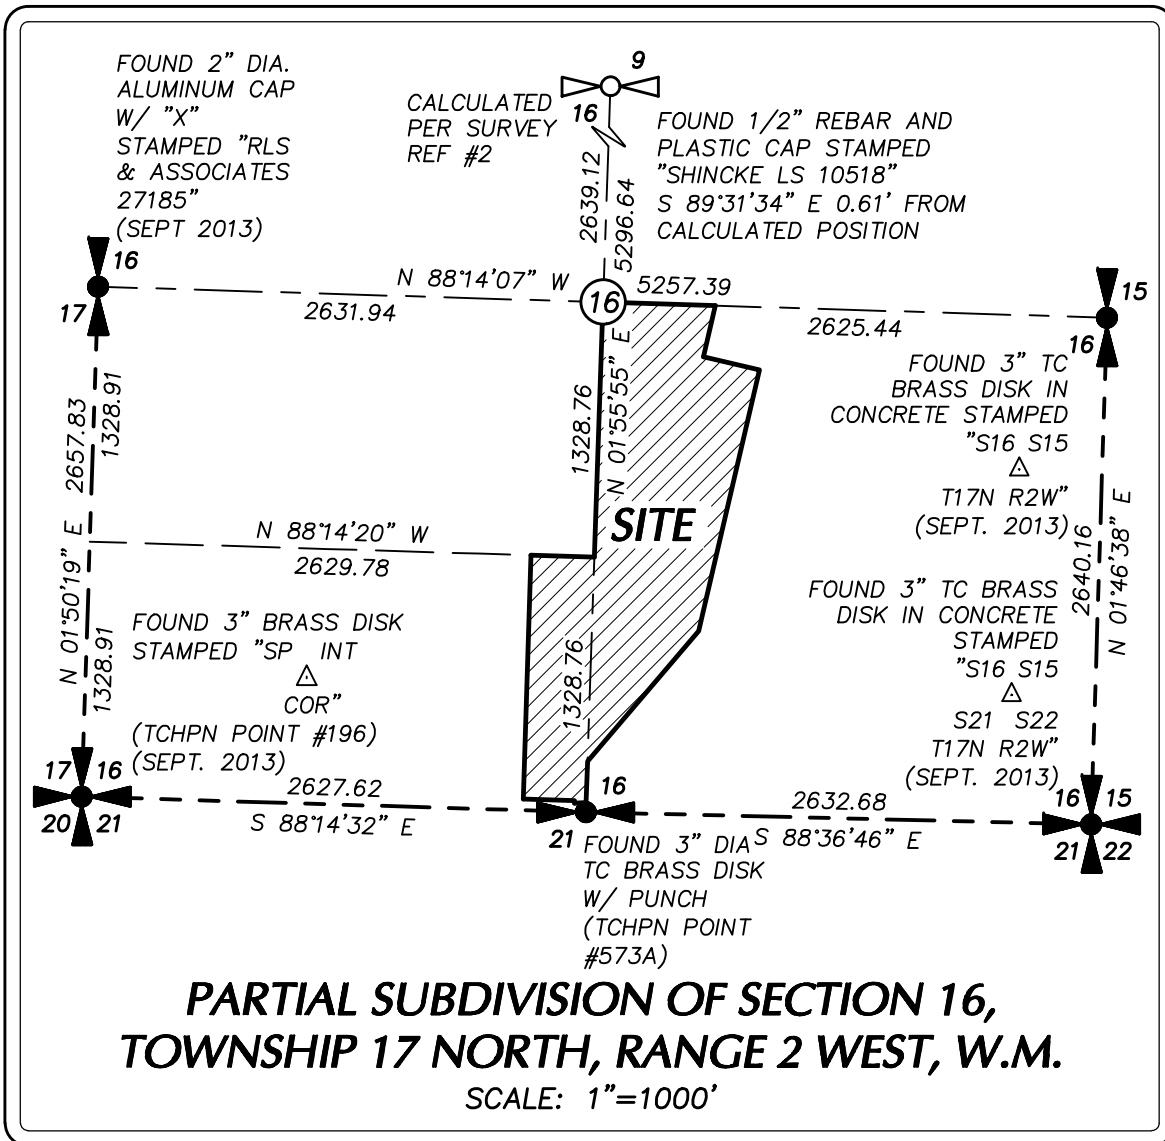 FOUND 2" DIA.
ALUMINUM CAP
W/ "X"
STAMPED "RLS
& ASSOCIATES
27185"
(SEPT 2013)
CALCULATED
PER SURVEY
REF #2
9
16
FOUND 1/2" REBAR AND
PLASTIC CAP STAMPED
"SHINCKE LS 10518"
S 89°31'34" E 0.61' FROM
CALCULATED POSITION
2639.12
5296.64
16
17
N 88°14'07" W
2631.94
16
5257.39
2625.44
15
16
FOUND 3" TC
BRASS DISK IN
CONCRETE STAMPED
"S16 S15
T17N R2W"
(SEPT. 2013)
2657.83
1328.91
N 01°50'19" E
1328.91
1328.76
N 01°55'55" E
SITE
N 88°14'20" W
2629.78
1328.76
2640.16
N 01°46'38" E
FOUND 3" BRASS DISK
STAMPED "SP INT
COR"
(TCHPN POINT #196)
(SEPT. 2013)
FOUND 3" TC BRASS
DISK IN CONCRETE
STAMPED
"S16 S15
S21 S22
T17N R2W"
(SEPT. 2013)
17 16
20 21
2627.62
S 88°14'32" E
16
21
2632.68
S 88°36'46" E
16 15
21 22
FOUND 3" DIA
TC BRASS DISK
W/ PUNCH
(TCHPN POINT
#573A)
PARTIAL SUBDIVISION OF SECTION 16,
TOWNSHIP 17 NORTH, RANGE 2 WEST, W.M.
SCALE: 1"=1000'